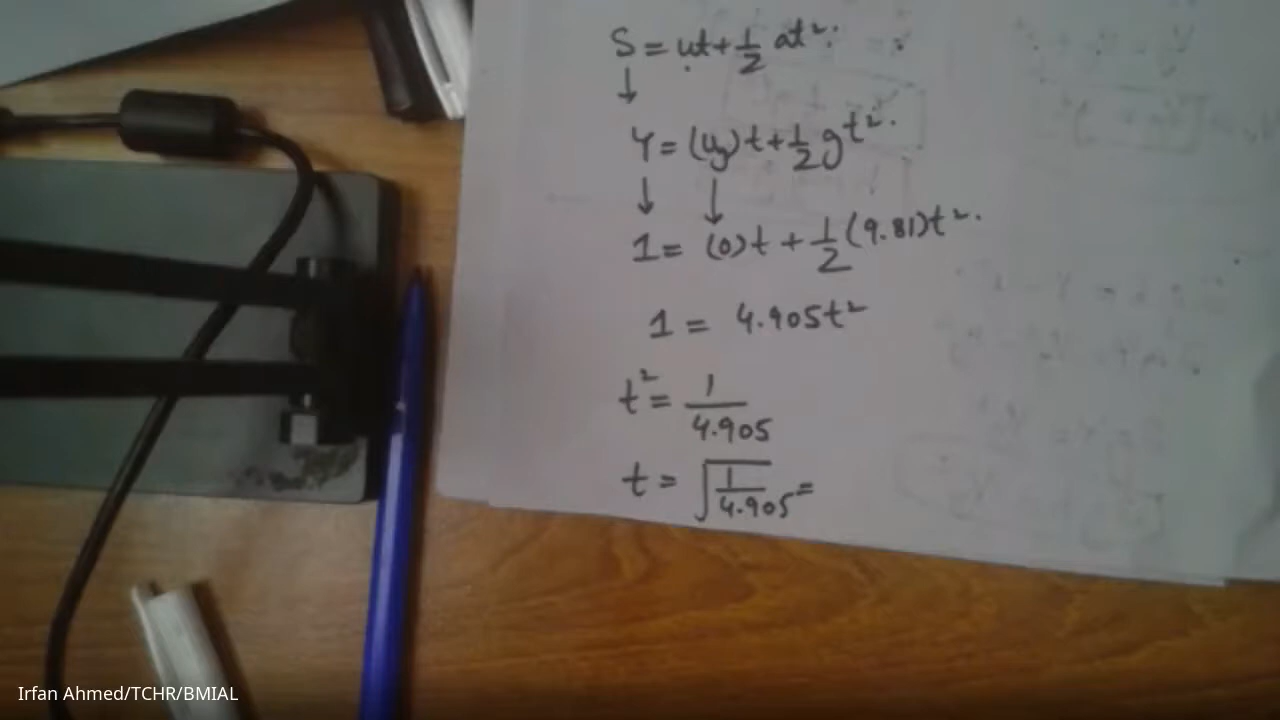 S = ut + 1/2 at².
↓
Y = (uy)t + 1/2 gt².
↓ ↓
1 = (0)t + 1/2 (9.81)t².
1 = 4.905t²
t² = 1/4.905
t = √(1/4.905) =
Irfan Ahmed/TCHR/BMIAL